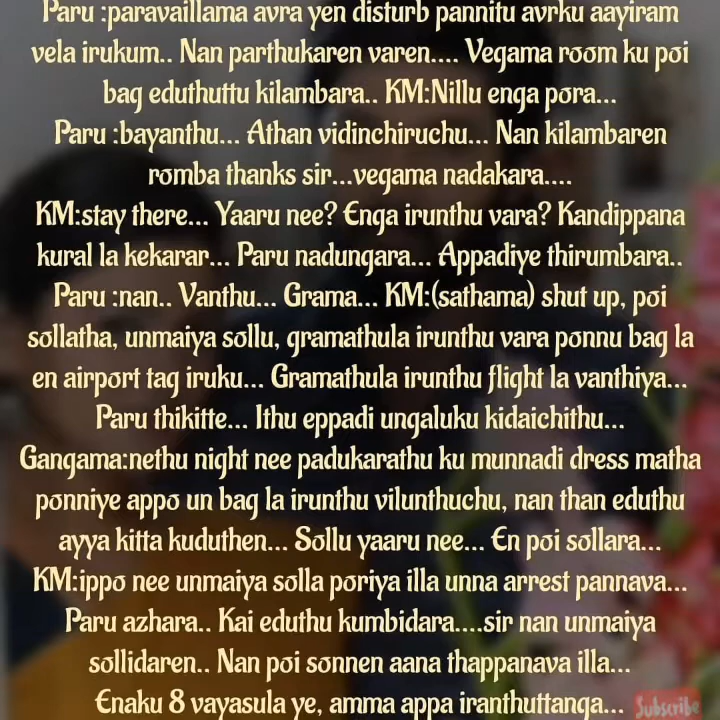 Paru :paravaillama avra yen disturb pannitu avrku aayiram
vela irukum.. Nan parthukaren varen.... Vegama room ku poi
bag eduthuttu kilambara.. KM:Nillu enga pora...
Paru :bayanthu... Athan vidinchiruchu... Nan kilambaren
romba thanks sir...vegama nadakara....
KM:stay there... Yaaru nee? Enga irunthu vara? Kandippana
kural la kekarar... Paru nadungara... Appadiye thirumbara..
Paru :nan.. Vanthu... Grama... KM:(sathama) shut up, poi
sollatha, unmaiya sollu, gramathula irunthu vara ponnu bag la
en airport tag iruku... Gramathula irunthu flight la vanthiya...
Paru thikitte... Ithu eppadi ungaluku kidaichithu...
Gangama:nethu night nee padukarathu ku munnadi dress matha
ponniye appo un bag la irunthu vilunthuchu, nan than eduthu
ayya kitta kuduthen... Sollu yaaru nee... En poi sollara...
KM:ippo nee unmaiya solla poriya illa unna arrest pannava...
Paru azhara.. Kai eduthu kumbidara....sir nan unmaiya
sollidaren.. Nan poi sonnen aana thappanava illa...
Enaku 8 vayasula ye, amma appa iranthuttanga...
Subscribe